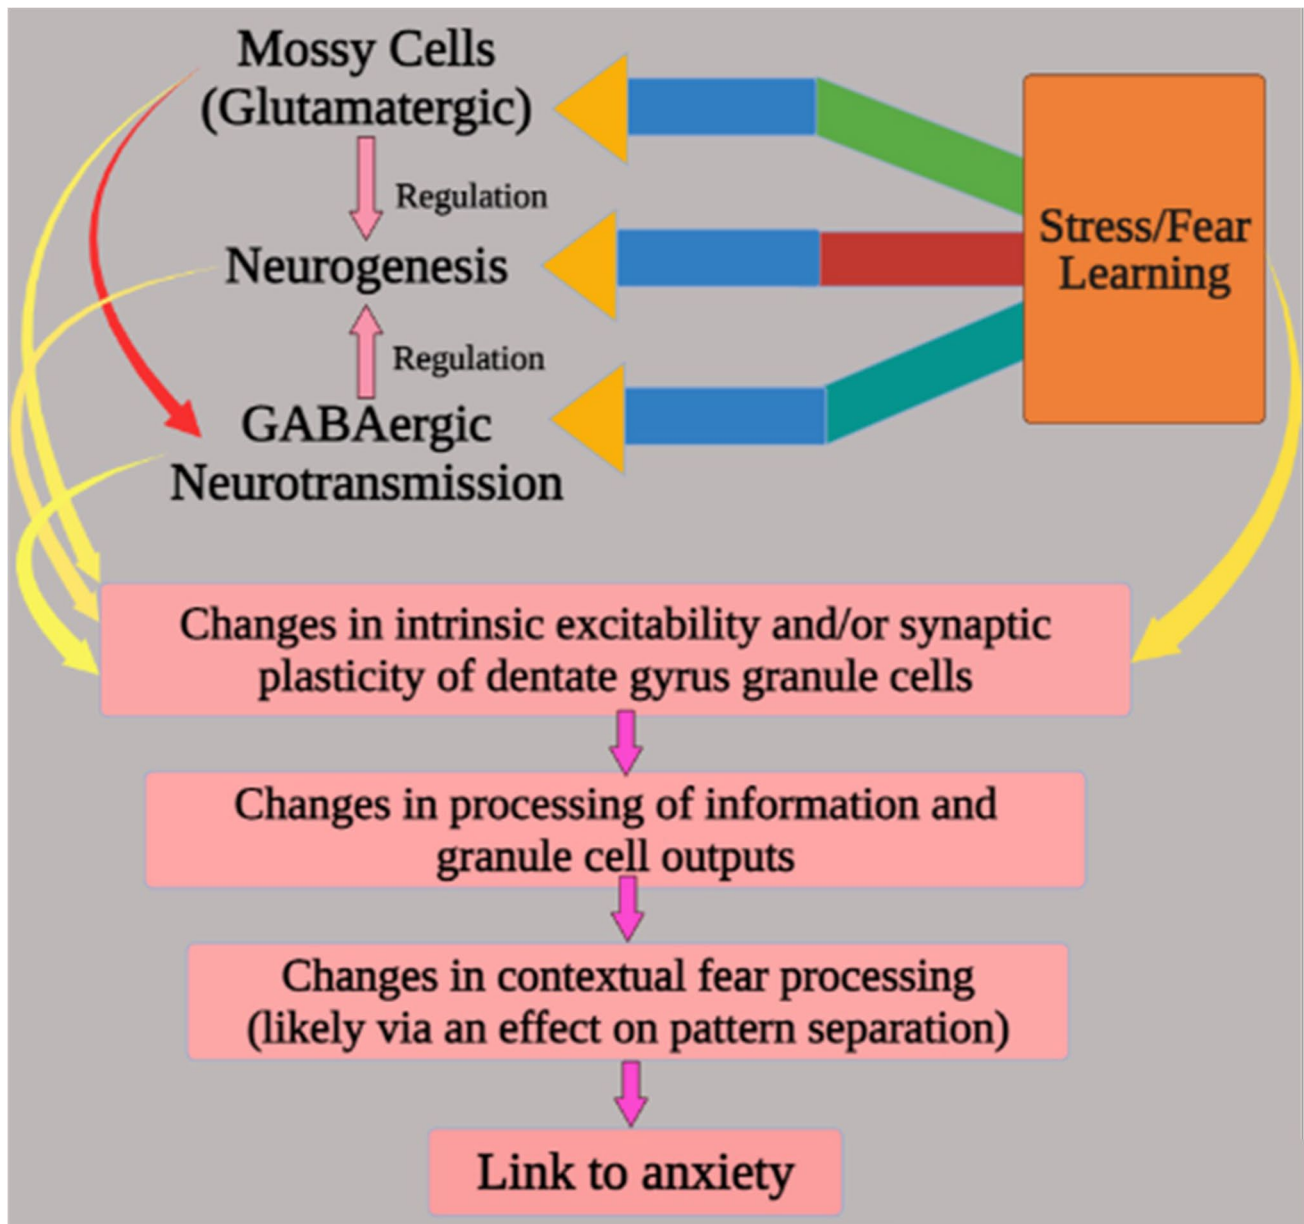 Mossy Cells
(Glutamatergic)
Regulation
Neurogenesis
Regulation
GABAergic
Neurotransmission
Stress/Fear
Learning
Changes in intrinsic excitability and/or synaptic
plasticity of dentate gyrus granule cells
Changes in processing of information and
granule cell outputs
Changes in contextual fear processing
(likely via an effect on pattern separation)
Link to anxiety